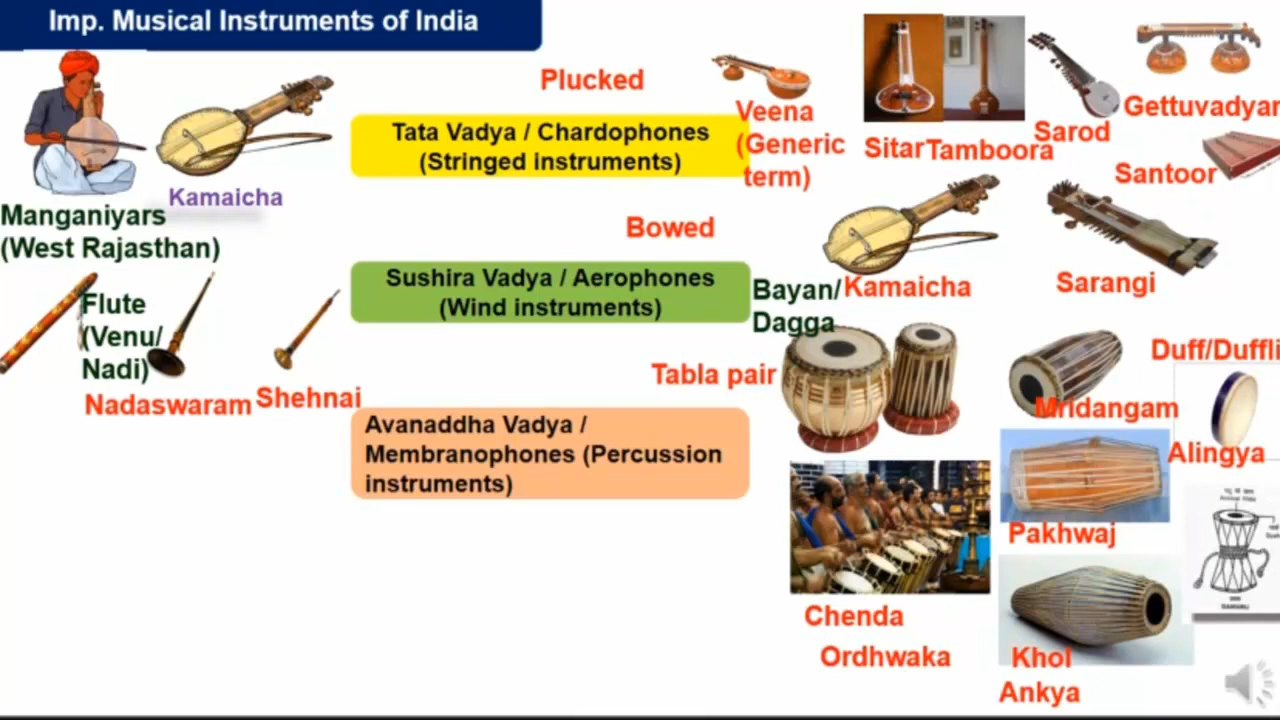 Imp. Musical Instruments of India
Plucked
Tata Vadya / Chardophones
(Stringed instruments)
Veena
(Generic
term)
Sitar
Tamboora
Sarod
Gettuvadyar
Santoor
Kamaicha
Manganiyars
(West Rajasthan)
Bowed
Kamaicha
Sarangi
Sushira Vadya / Aerophones
(Wind instruments)
Flute
(Venu/
Nadi)
Nadaswaram
Shehnai
Bayan/
Dagga
Tabla pair
Mridangam
Duff/Duffli
Avanaddha Vadya /
Membranophones (Percussion
instruments)
Alingya
Pakhwaj
Chenda
Ordhwaka
Khol
Ankya